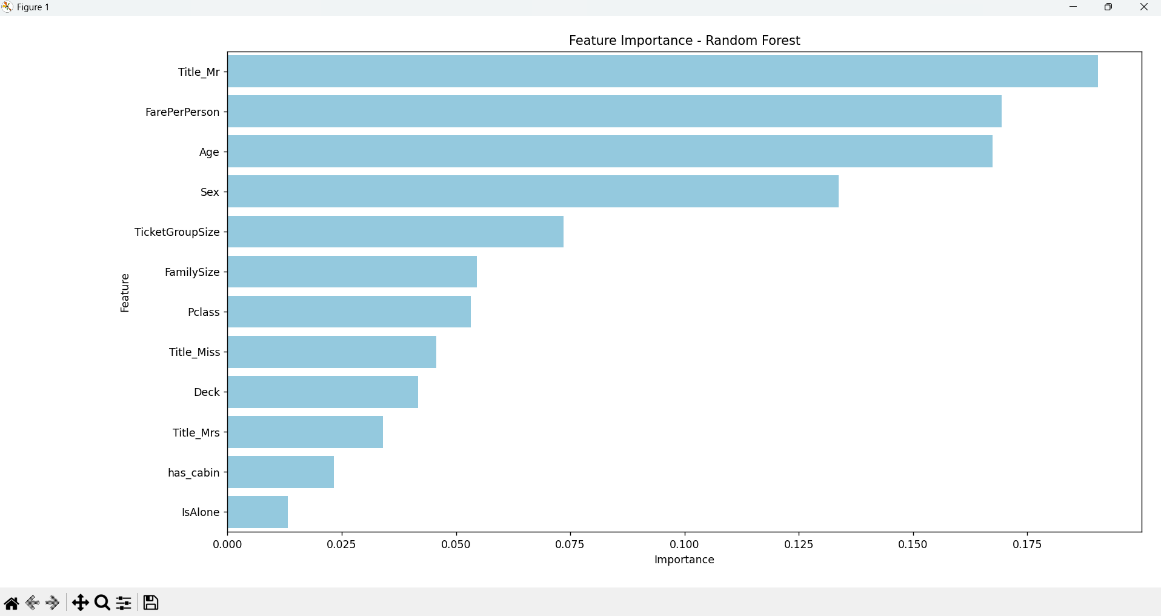 Figure 1
Feature Importance - Random Forest
Title_Mr
FarePerPerson
Age
Sex
TicketGroupSize
FamilySize
Pclass
Title_Miss
Deck
Title_Mrs
has_cabin
IsAlone
Feature
0.000 0.025 0.050 0.075 0.100 0.125 0.150 0.175
Importance